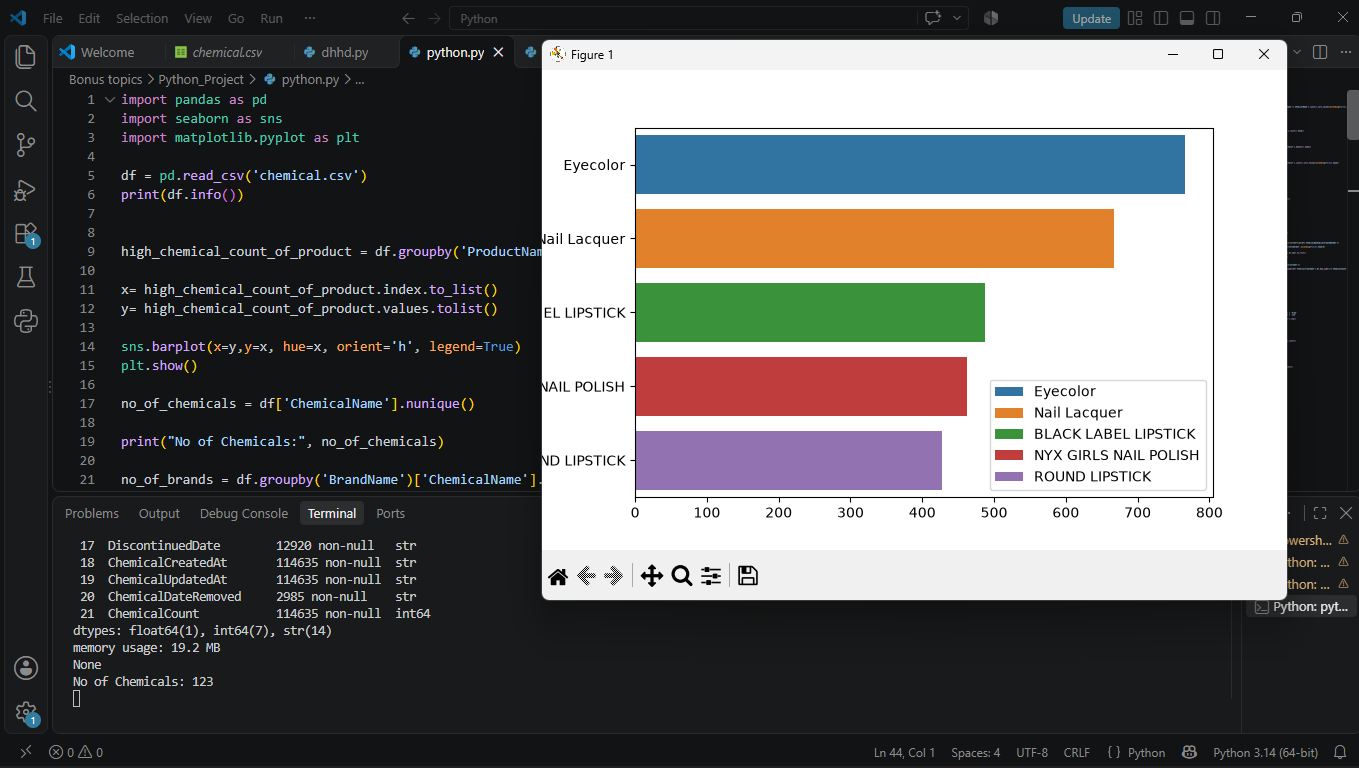 File Edit Selection View Go Run ··· Python Update
Welcome chemical.csv dhhd.py python.py
Figure 1
Bonus topics > Python_Project > python.py > ...
1 import pandas as pd
2 import seaborn as sns
3 import matplotlib.pyplot as plt
4
5 df = pd.read_csv('chemical.csv')
6 print(df.info())
7
8
9 high_chemical_count_of_product = df.groupby('ProductNam
10
11 x= high_chemical_count_of_product.index.to_list()
12 y= high_chemical_count_of_product.values.tolist()
13
14 sns.barplot(x=y,y=x, hue=x, orient='h', legend=True)
15 plt.show()
16
17 no_of_chemicals = df['ChemicalName'].nunique()
18
19 print("No of Chemicals:", no_of_chemicals)
20
21 no_of_brands = df.groupby('BrandName')['ChemicalName'].
Eyecolor
Nail Lacquer
EL LIPSTICK
NAIL POLISH
ND LIPSTICK
0 100 200 300 400 500 600 700 800
Eyecolor
Nail Lacquer
BLACK LABEL LIPSTICK
NYX GIRLS NAIL POLISH
ROUND LIPSTICK
Problems Output Debug Console Terminal Ports
17 DiscontinuedDate 12920 non-null str
18 ChemicalCreatedAt 114635 non-null str
19 ChemicalUpdatedAt 114635 non-null str
20 ChemicalDateRemoved 2985 non-null str
21 ChemicalCount 114635 non-null int64
dtypes: float64(1), int64(7), str(14)
memory usage: 19.2 MB
None
No of Chemicals: 123
owersh...
thon: ...
thon: ...
Python: pyt...
1
1
0 0 Ln 44, Col 1 Spaces: 4 UTF-8 CRLF { } Python Python 3.14 (64-bit)